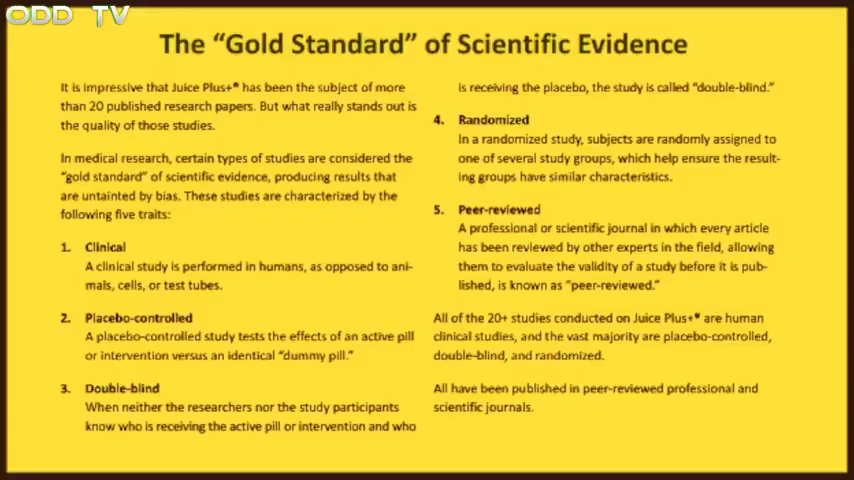 ODD TV
The “Gold Standard” of Scientific Evidence
It is impressive that Juice Plus+® has been the subject of more
than 20 published research papers. But what really stands out is
the quality of those studies.
In medical research, certain types of studies are considered the
“gold standard” of scientific evidence, producing results that
are untainted by bias. These studies are characterized by the
following five traits:
1. Clinical
A clinical study is performed in humans, as opposed to ani-
mals, cells, or test tubes.
2. Placebo-controlled
A placebo-controlled study tests the effects of an active pill
or intervention versus an identical “dummy pill.”
3. Double-blind
When neither the researchers nor the study participants
know who is receiving the active pill or intervention and who
is receiving the placebo, the study is called “double-blind.”
4. Randomized
In a randomized study, subjects are randomly assigned to
one of several study groups, which help ensure the result-
ing groups have similar characteristics.
5. Peer-reviewed
A professional or scientific journal in which every article
has been reviewed by other experts in the field, allowing
them to evaluate the validity of a study before it is pub-
lished, is known as “peer-reviewed.”
All of the 20+ studies conducted on Juice Plus+® are human
clinical studies, and the vast majority are placebo-controlled,
double-blind, and randomized.
All have been published in peer-reviewed professional and
scientific journals.